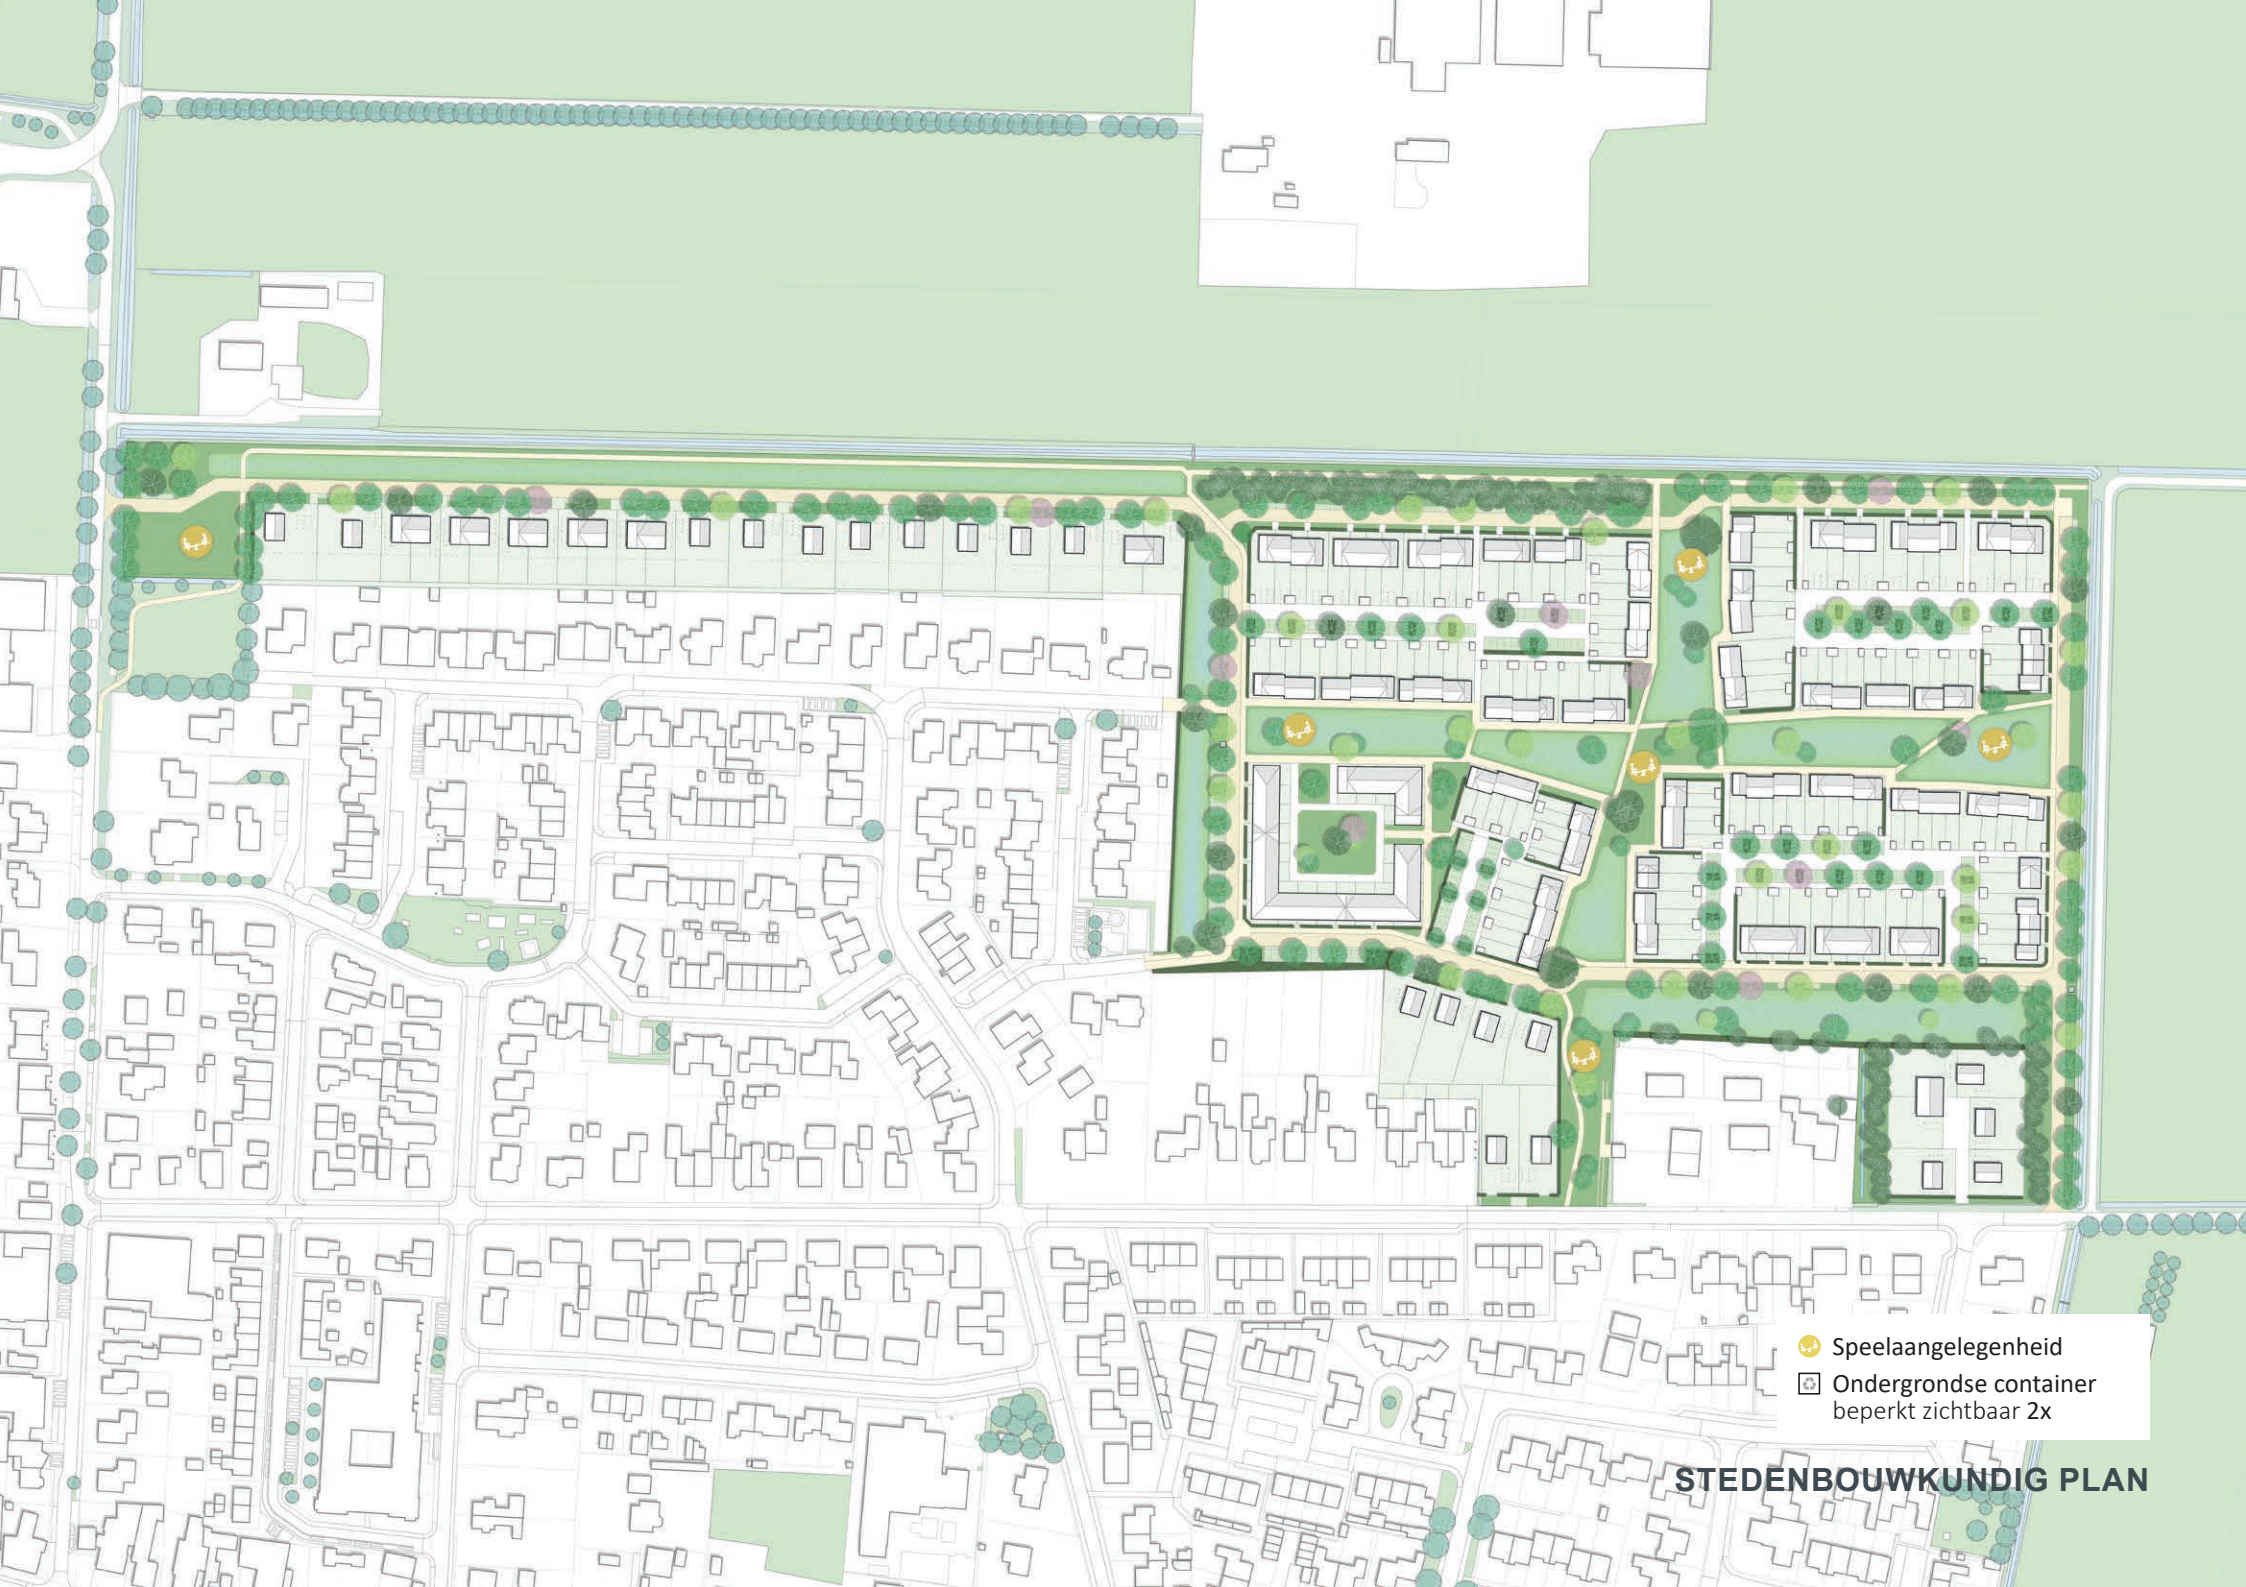 Speelaangelegenheid
Ondergrondse container
beperkt zichtbaar 2x
STEDENBOUWKUNDIG PLAN